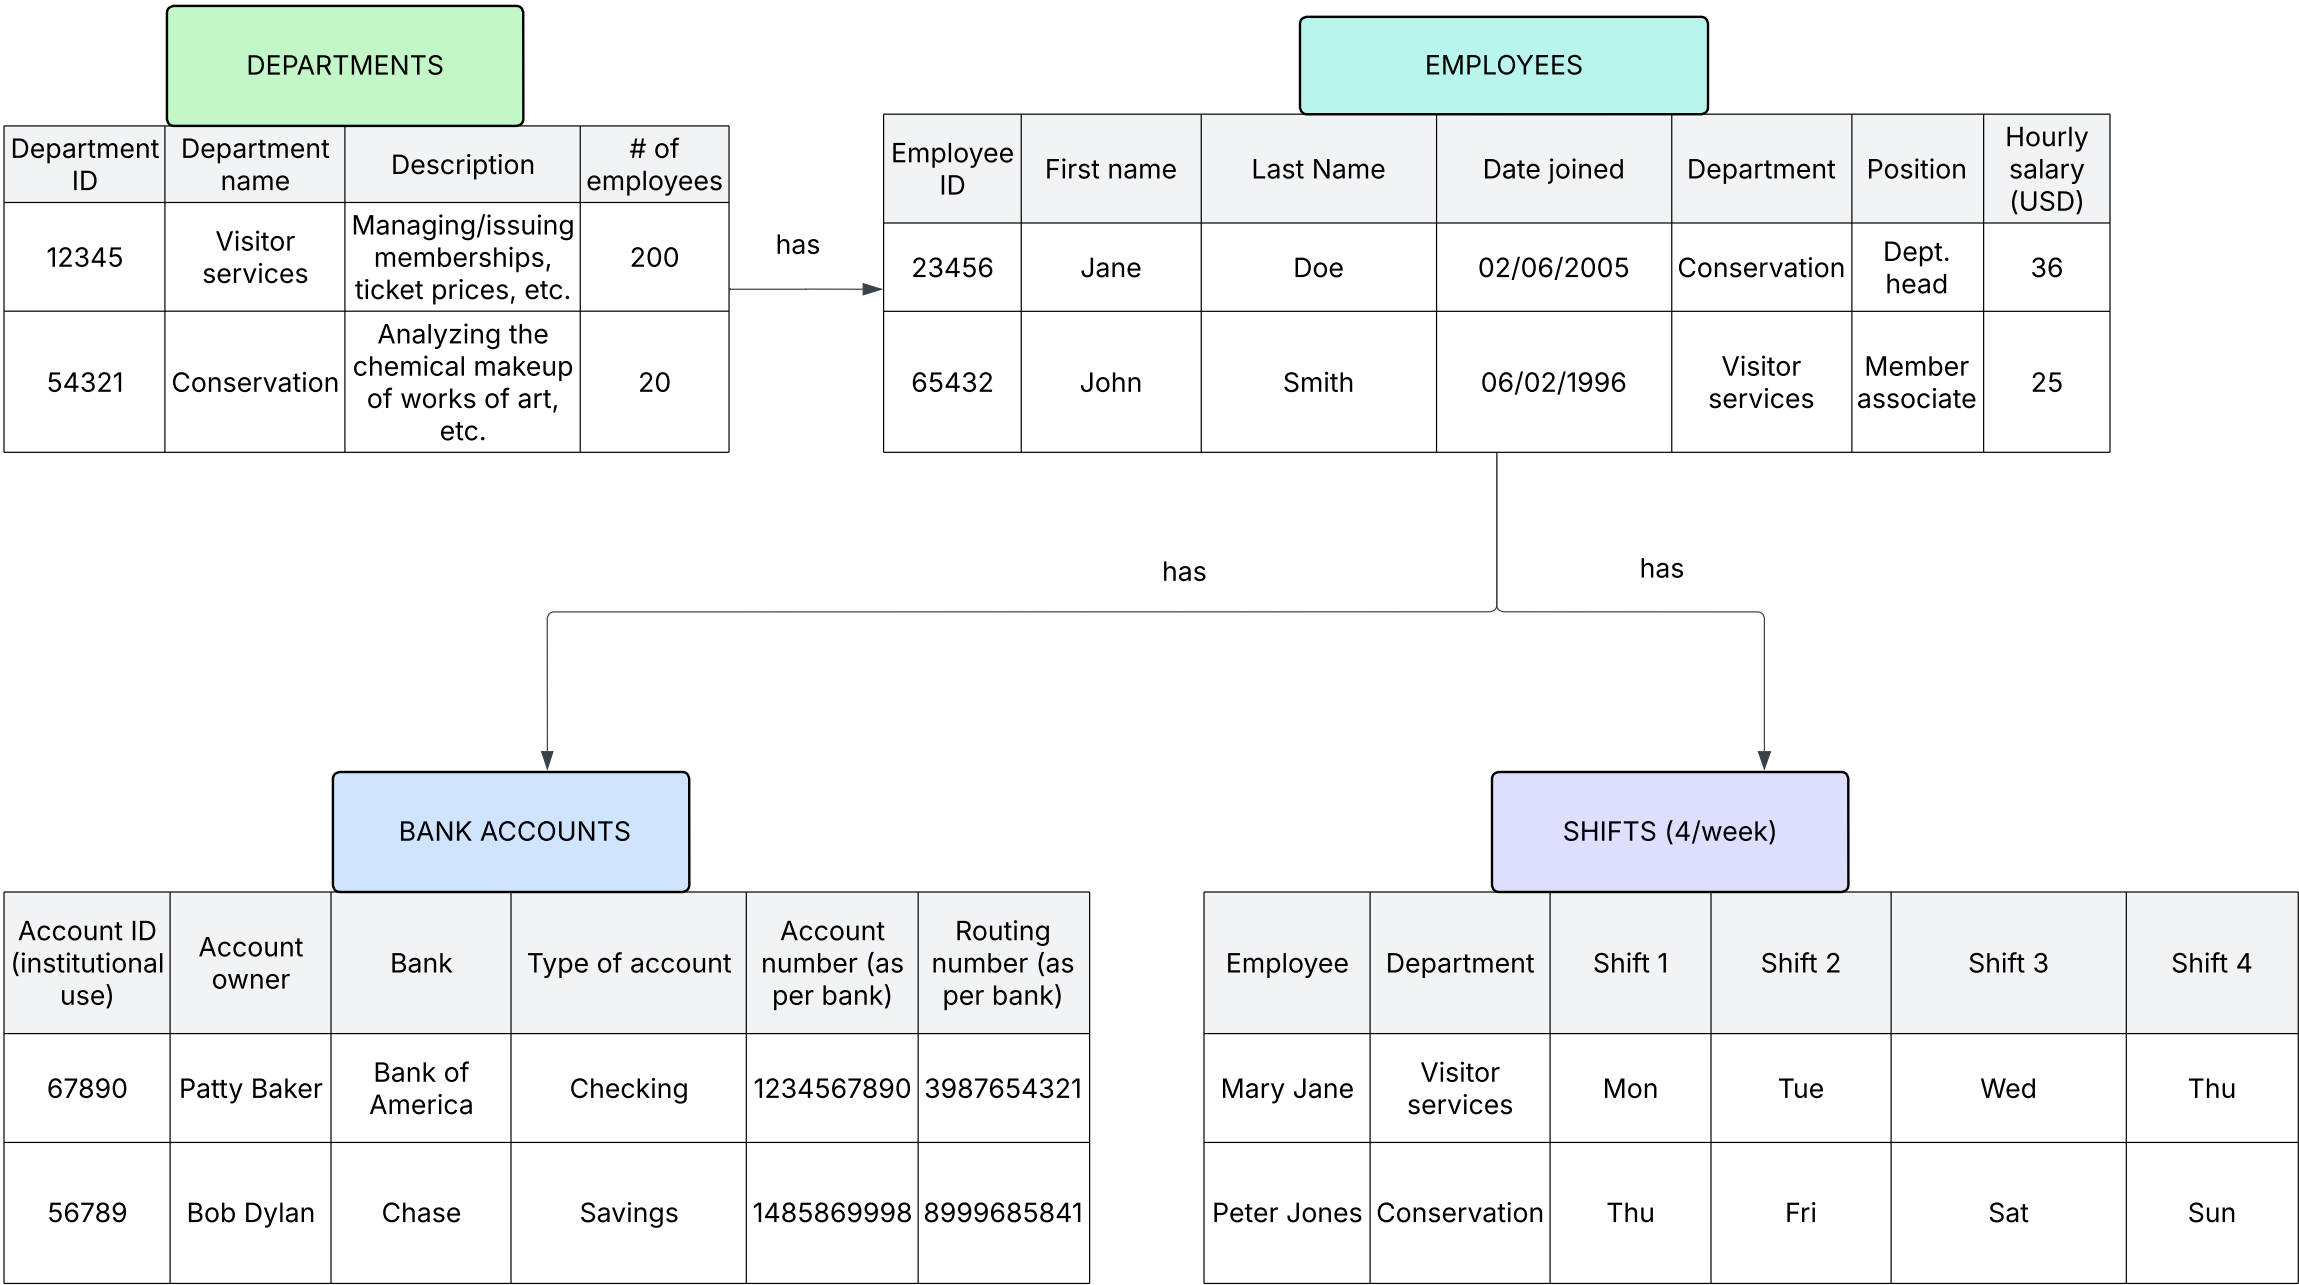 DEPARTMENTS
Department
ID
Department
name
Description
# of
employees
12345
Visitor
services
Managing/issuing
memberships,
ticket prices, etc.
200
54321
Conservation
Analyzing the
chemical makeup
of works of art,
etc.
20
has
EMPLOYEES
Employee
ID
First name
Last Name
Date joined
Department
Position
Hourly
salary
(USD)
23456
Jane
Doe
02/06/2005
Conservation
Dept.
head
36
65432
John
Smith
06/02/1996
Visitor
services
Member
associate
25
has
has
BANK ACCOUNTS
Account ID
(institutional
use)
Account
owner
Bank
Type of account
Account
number (as
per bank)
Routing
number (as
per bank)
67890
Patty Baker
Bank of
America
Checking
1234567890
3987654321
56789
Bob Dylan
Chase
Savings
1485869998
8999685841
SHIFTS (4/week)
Employee
Department
Shift 1
Shift 2
Shift 3
Shift 4
Mary Jane
Visitor
services
Mon
Tue
Wed
Thu
Peter Jones
Conservation
Thu
Fri
Sat
Sun